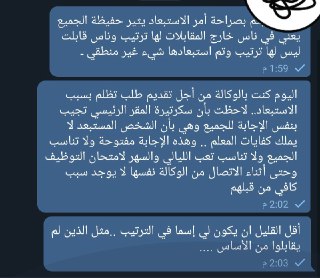 بصراحة أمر الاستبعاد يثير حفيظة الجميع
يعني في ناس خارج المقابلات لها ترتيب وناس قابلت
ليس لها ترتيب وتم استبعادها شيء غير منطقي ..
1:59 م
اليوم كنت بالوكالة من أجل تقديم طلب تظلم بسبب
الاستبعاد.. لاحظت بأن سكرتيرة المقر الرئيسي تجيب
بنفس الإجابة للجميع وهي بأن الشخص المستبعد لا
يملك كفايات المعلم .. وهذه الإجابة مفتوحة ولا تناسب
الجميع ولا تناسب تعب الليالي والسهر لامتحان التوظيف
وحتى أثناء الاتصال من الوكالة نفسها لا يوجد سبب
كافي من قبلهم
2:02 م
أقل القليل ان يكون لي إسما في الترتيب ..مثل الذين لم
يقابلوا من الأساس ....
2:03 م